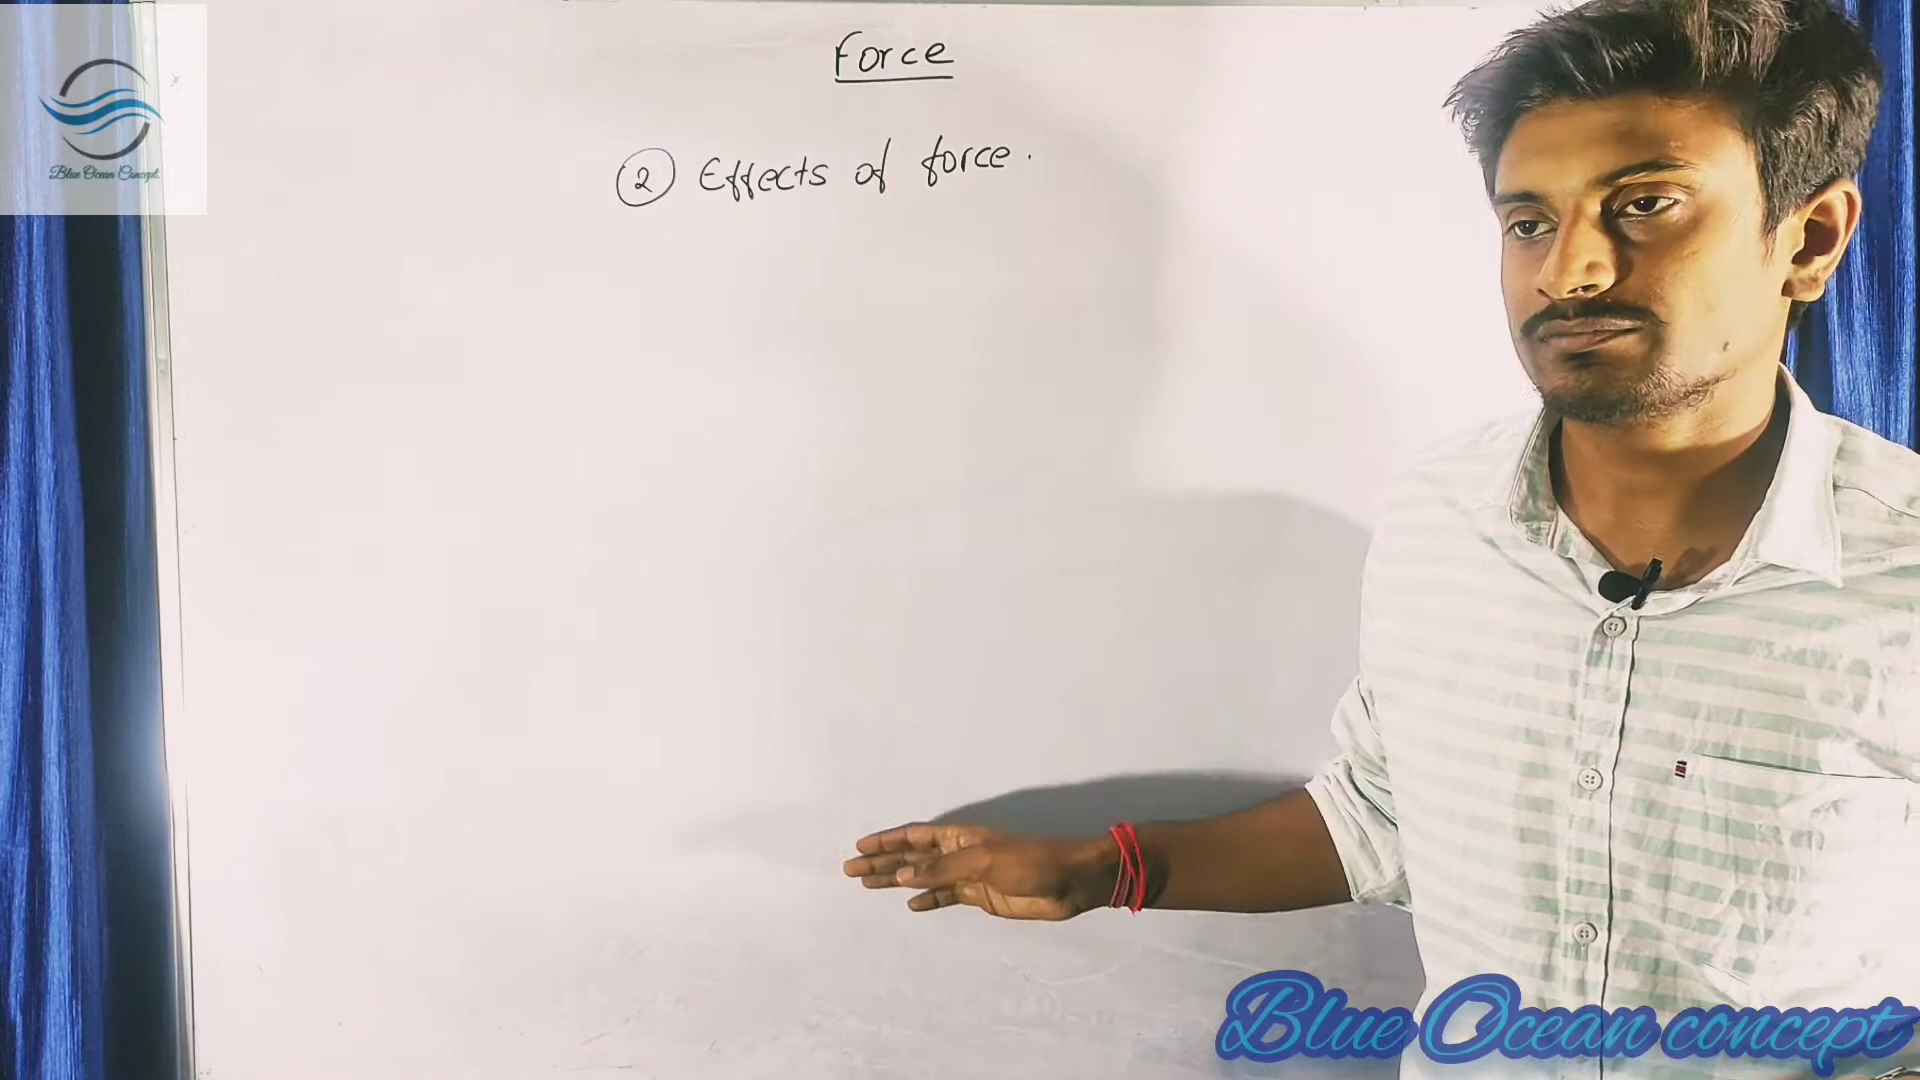 Force
② Effects of force.
Blue Ocean Concept.
Blue Ocean concept